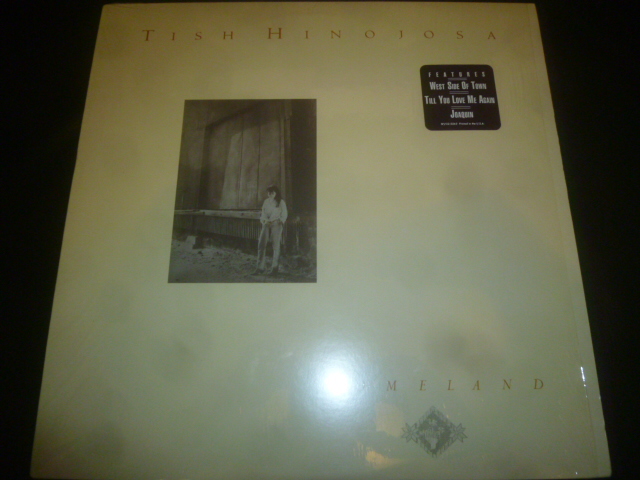 TISH HINOJOSA
FEATURES
WEST SIDE OF TOWN
TILL YOU LOVE ME AGAIN
JOAQUIN
MELAND